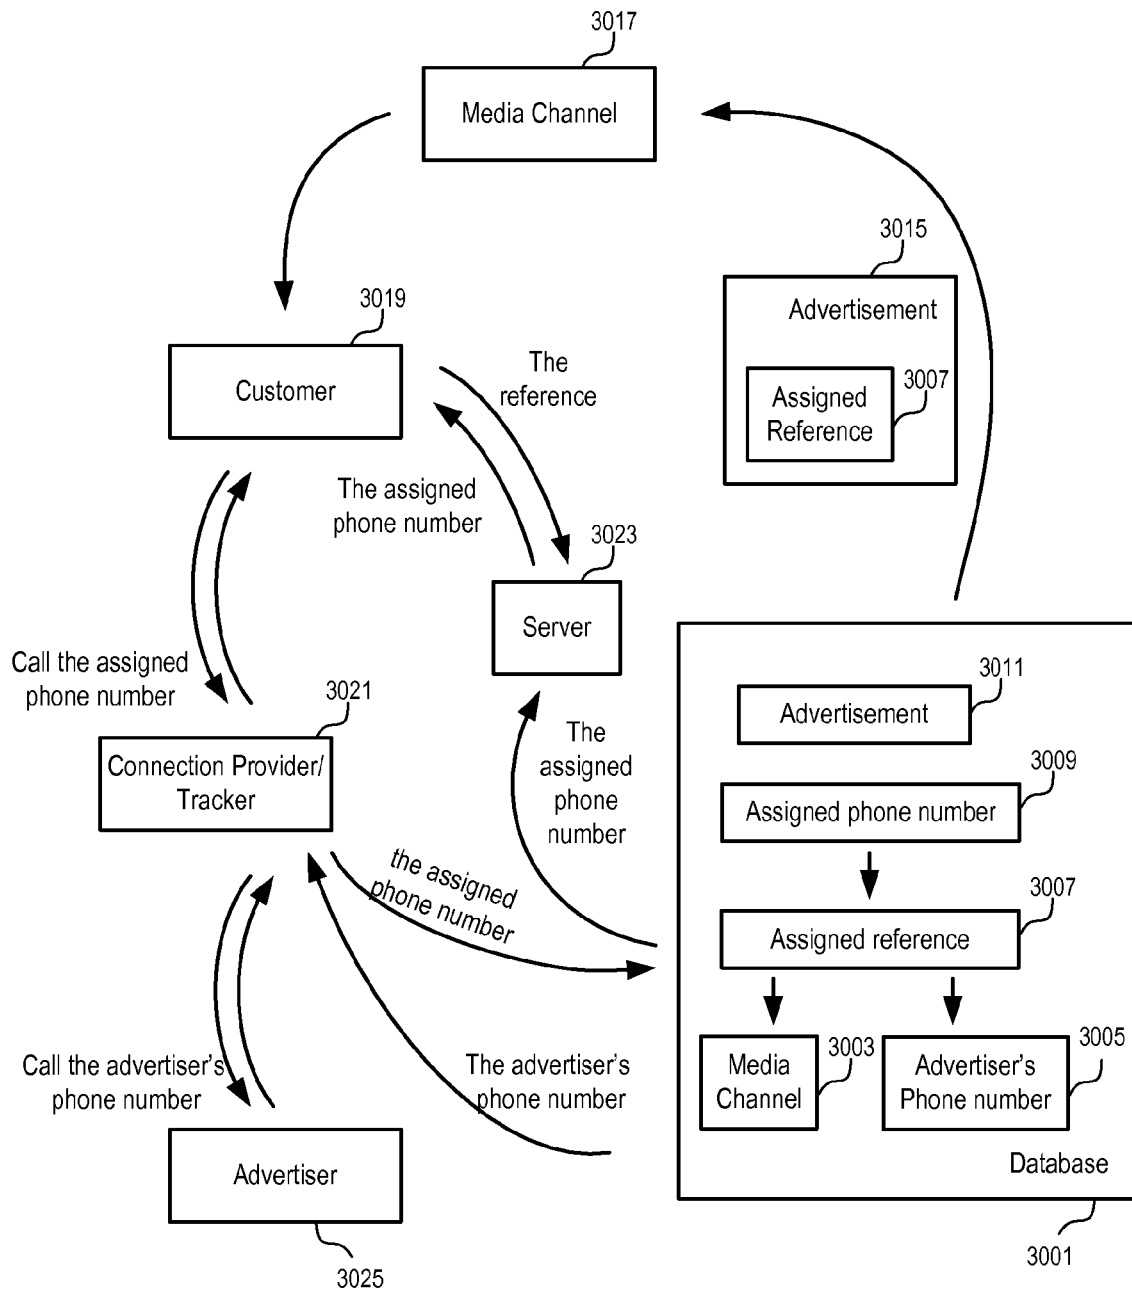 3017
Media Channel
3015
Advertisement
3007
Assigned
Reference
3019
Customer
The
reference
The assigned
phone number
3023
Server
Call the assigned
phone number
3021
Connection Provider/
Tracker
The
assigned
phone
number
the assigned
phone number
3011
Advertisement
3009
Assigned phone number
3007
Assigned reference
Media
Channel
3003
Advertiser's
Phone number
3005
Database
3001
Call the advertiser's
phone number
The advertiser's
phone number
Advertiser
3025